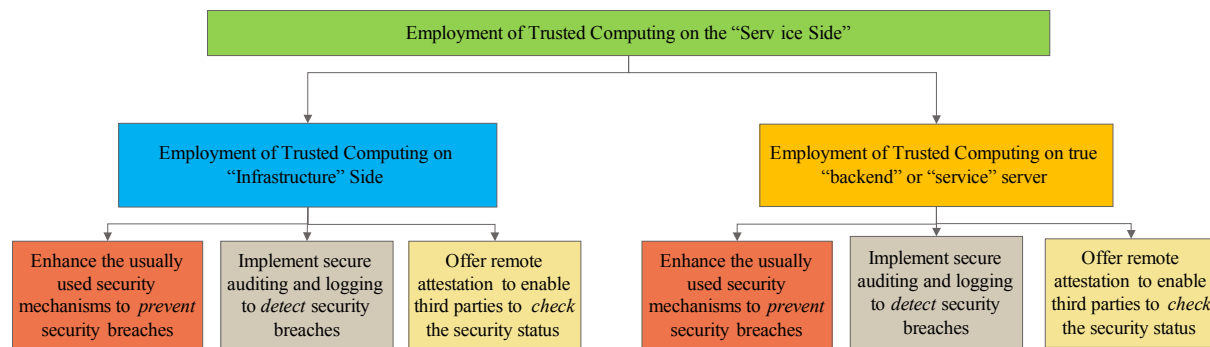 Employment of Trusted Computing on the “Serv ice Side”
Employment of Trusted Computing on
“Infrastructure” Side
Employment of Trusted Computing on true
“backend” or “service” server
Enhance the usually
used security
mechanisms to prevent
security breaches
Implement secure
auditing and logging
to detect security
breaches
Offer remote
attestation to enable
third parties to check
the security status
Enhance the usually
used security
mechanisms to prevent
security breaches
Implement secure
auditing and logging
to detect security
breaches
Offer remote
attestation to enable
third parties to check
the security status